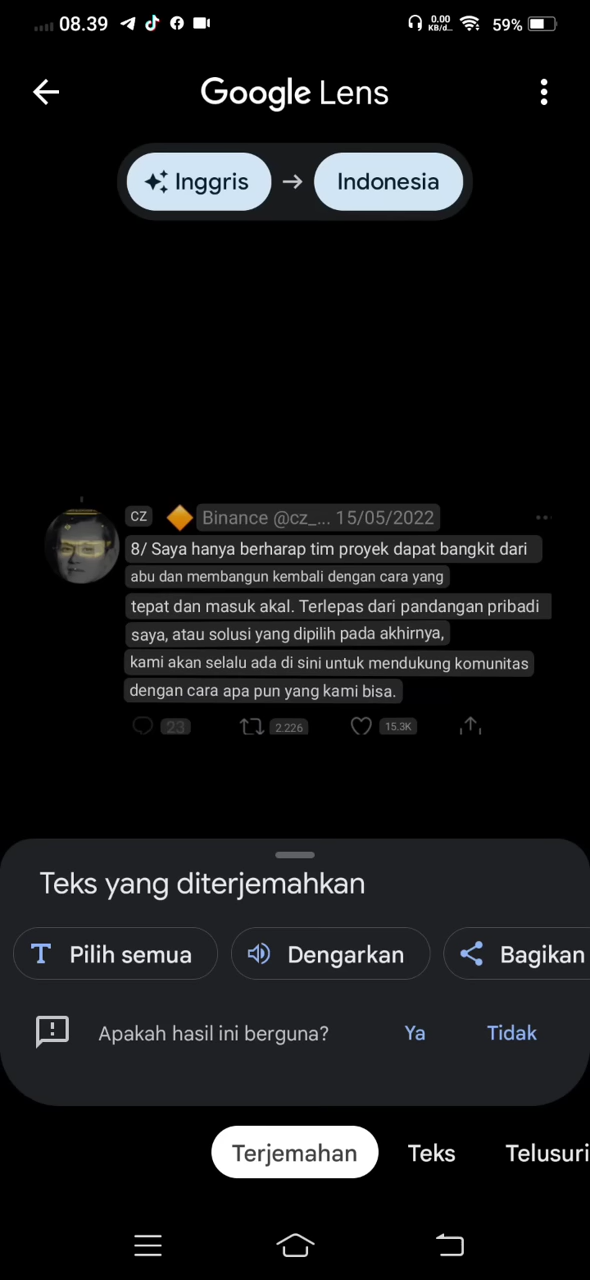 08.39 0.00 KB/d... 59%
Google Lens
Inggris → Indonesia
CZ 🔶 Binance @cz_... 15/05/2022 ...
8/ Saya hanya berharap tim proyek dapat bangkit dari
abu dan membangun kembali dengan cara yang
tepat dan masuk akal. Terlepas dari pandangan pribadi
saya, atau solusi yang dipilih pada akhirnya,
kami akan selalu ada di sini untuk mendukung komunitas
dengan cara apa pun yang kami bisa.
23 2.226 15.3K
Teks yang diterjemahkan
Pilih semua Dengarkan Bagikan
Apakah hasil ini berguna? Ya Tidak
Terjemahan Teks Telusuri